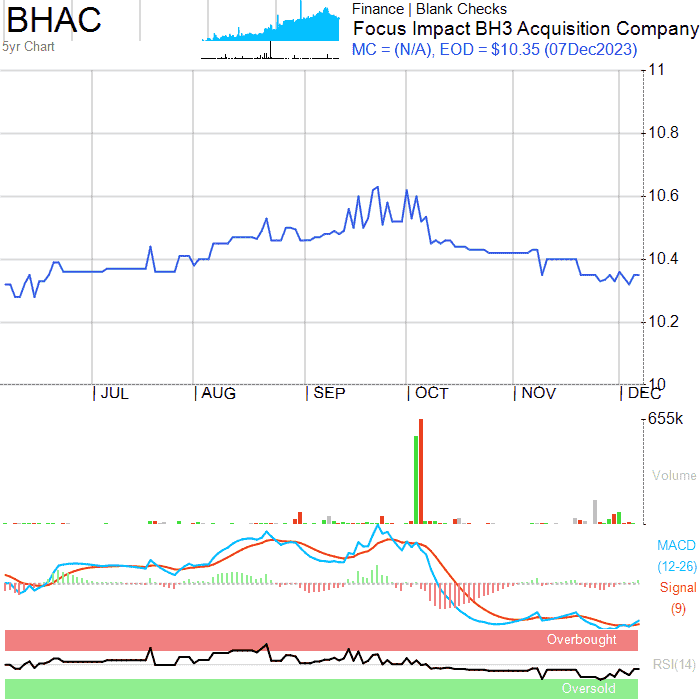 BHAC
5yr Chart
Finance | Blank Checks
Focus Impact BH3 Acquisition Company
MC = (N/A), EOD = $10.35 (07Dec2023)
11
10.8
10.6
10.4
10.2
10
| JUL | AUG | SEP | OCT | NOV | DEC
655k
Volume
MACD
(12-26)
Signal
(9)
Overbought
RSI(14)
Oversold